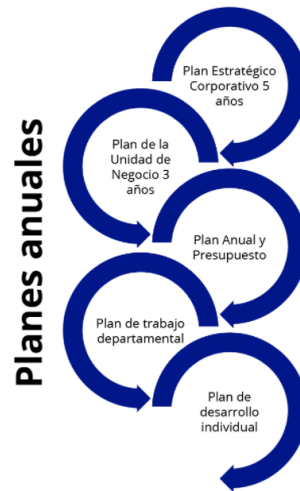 Planes anuales
Plan Estratégico
Corporativo 5
años
Plan de la
Unidad de
Negocio 3
años
Plan Anual y
Presupuesto
Plan de trabajo
departamental
Plan de
desarrollo
individual